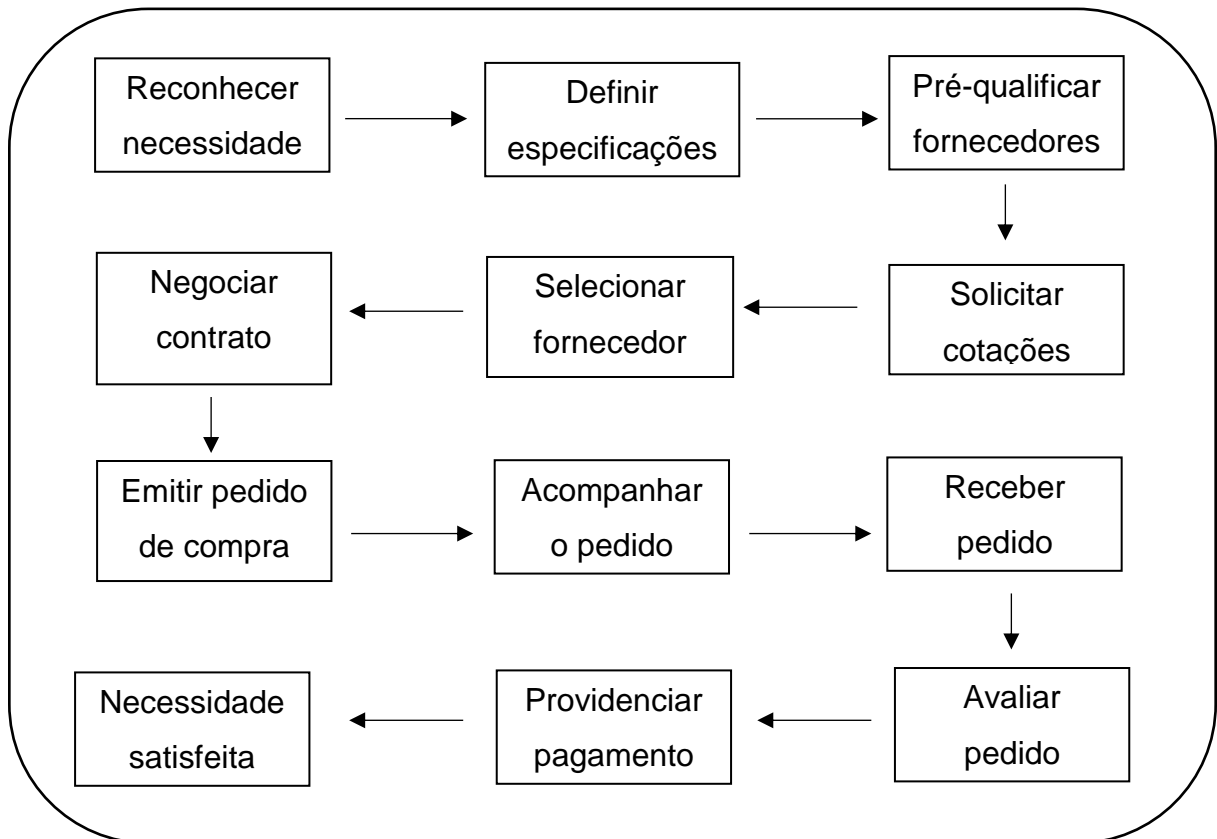 Reconhecer
necessidade
Definir
especificações
Pré-qualificar
fornecedores
Solicitar
cotações
Selecionar
fornecedor
Negociar
contrato
Emitir pedido
de compra
Acompanhar
o pedido
Receber
pedido
Avaliar
pedido
Providenciar
pagamento
Necessidade
satisfeita